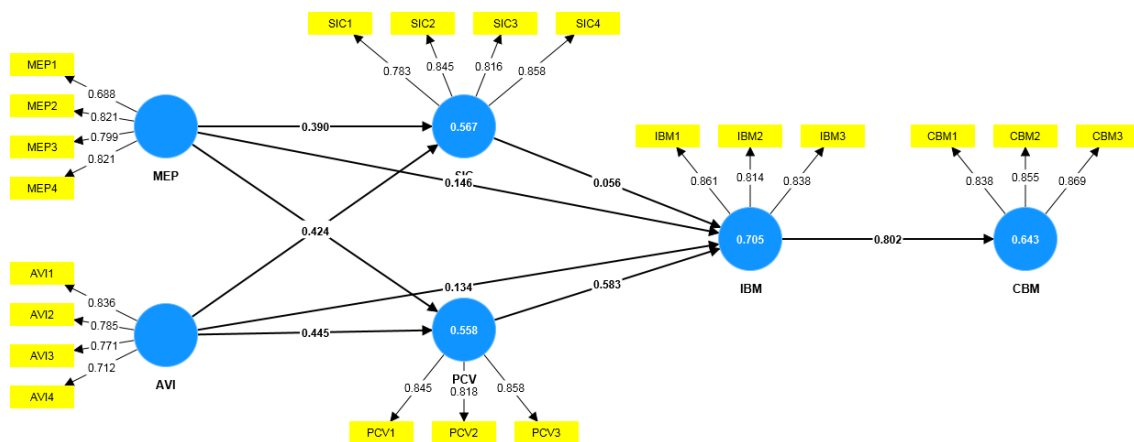 SIC1
SIC2
SIC3
SIC4
0.783
0.845
0.816
0.858
MEP1
MEP2
MEP3
MEP4
0.688
0.821
0.799
0.821
MEP
0.390
0.567
SIC
0.146
0.056
IBM1
IBM2
IBM3
0.861
0.814
0.838
CBM1
CBM2
CBM3
0.838
0.855
0.869
0.424
0.705
IBM
0.802
0.643
CBM
AVI1
AVI2
AVI3
AVI4
0.836
0.785
0.771
0.712
AVI
0.134
0.583
0.445
0.558
PCV
0.845
0.818
0.858
PCV1
PCV2
PCV3